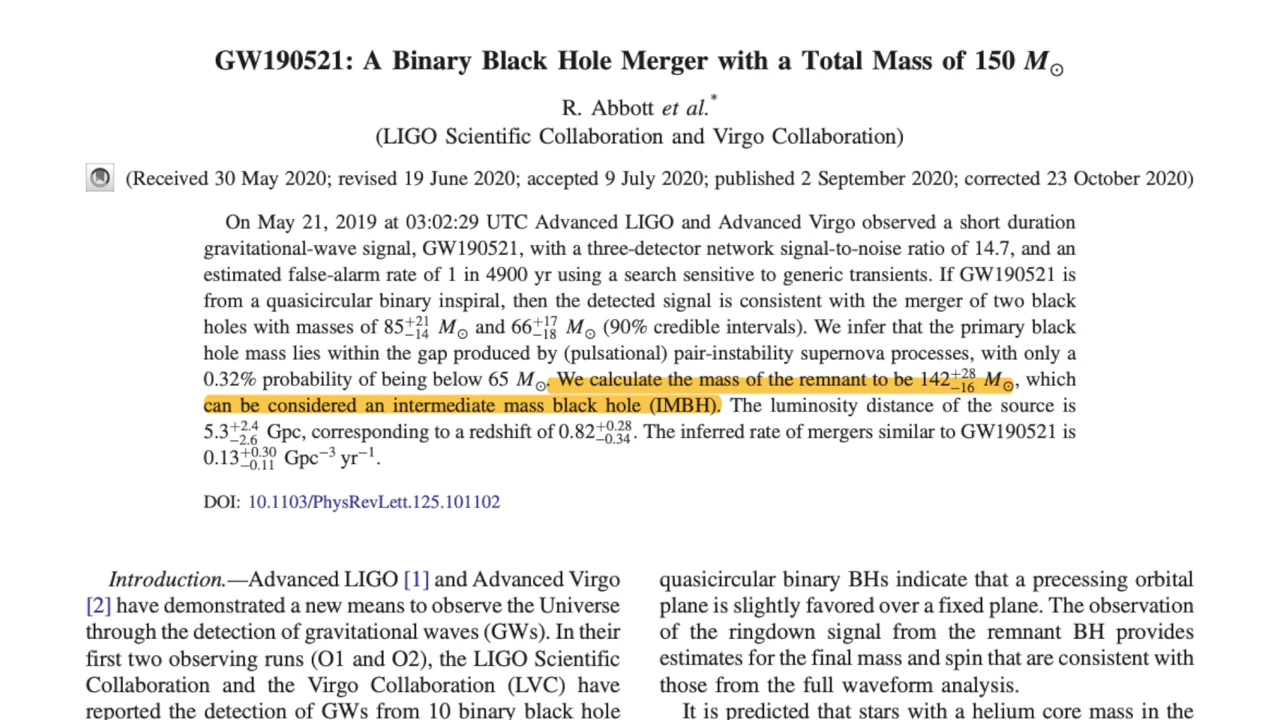 GW190521: A Binary Black Hole Merger with a Total Mass of 150 M⊙
R. Abbott et al.*
(LIGO Scientific Collaboration and Virgo Collaboration)
(Received 30 May 2020; revised 19 June 2020; accepted 9 July 2020; published 2 September 2020; corrected 23 October 2020)
On May 21, 2019 at 03:02:29 UTC Advanced LIGO and Advanced Virgo observed a short duration
gravitational-wave signal, GW190521, with a three-detector network signal-to-noise ratio of 14.7, and an
estimated false-alarm rate of 1 in 4900 yr using a search sensitive to generic transients. If GW190521 is
from a quasicircular binary inspiral, then the detected signal is consistent with the merger of two black
holes with masses of 85+21−14 M⊙ and 66+17−18 M⊙ (90% credible intervals). We infer that the primary black
hole mass lies within the gap produced by (pulsational) pair-instability supernova processes, with only a
0.32% probability of being below 65 M⊙. We calculate the mass of the remnant to be 142+28−16 M⊙, which
can be considered an intermediate mass black hole (IMBH). The luminosity distance of the source is
5.3+2.4−2.6 Gpc, corresponding to a redshift of 0.82+0.28−0.34. The inferred rate of mergers similar to GW190521 is
0.13+0.30−0.11 Gpc−3 yr−1.
DOI: 10.1103/PhysRevLett.125.101102
Introduction.—Advanced LIGO [1] and Advanced Virgo
[2] have demonstrated a new means to observe the Universe
through the detection of gravitational waves (GWs). In their
first two observing runs (O1 and O2), the LIGO Scientific
Collaboration and the Virgo Collaboration (LVC) have
reported the detection of GWs from 10 binary black hole
quasicircular binary BHs indicate that a precessing orbital
plane is slightly favored over a fixed plane. The observation
of the ringdown signal from the remnant BH provides
estimates for the final mass and spin that are consistent with
those from the full waveform analysis.
It is predicted that stars with a helium core mass in the